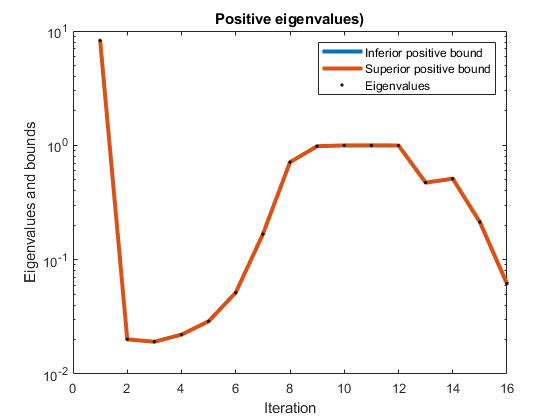 Positive eigenvalues)
Inferior positive bound
Superior positive bound
Eigenvalues
Eigenvalues and bounds
10^1
10^0
10^-1
10^-2
0 2 4 6 8 10 12 14 16
Iteration